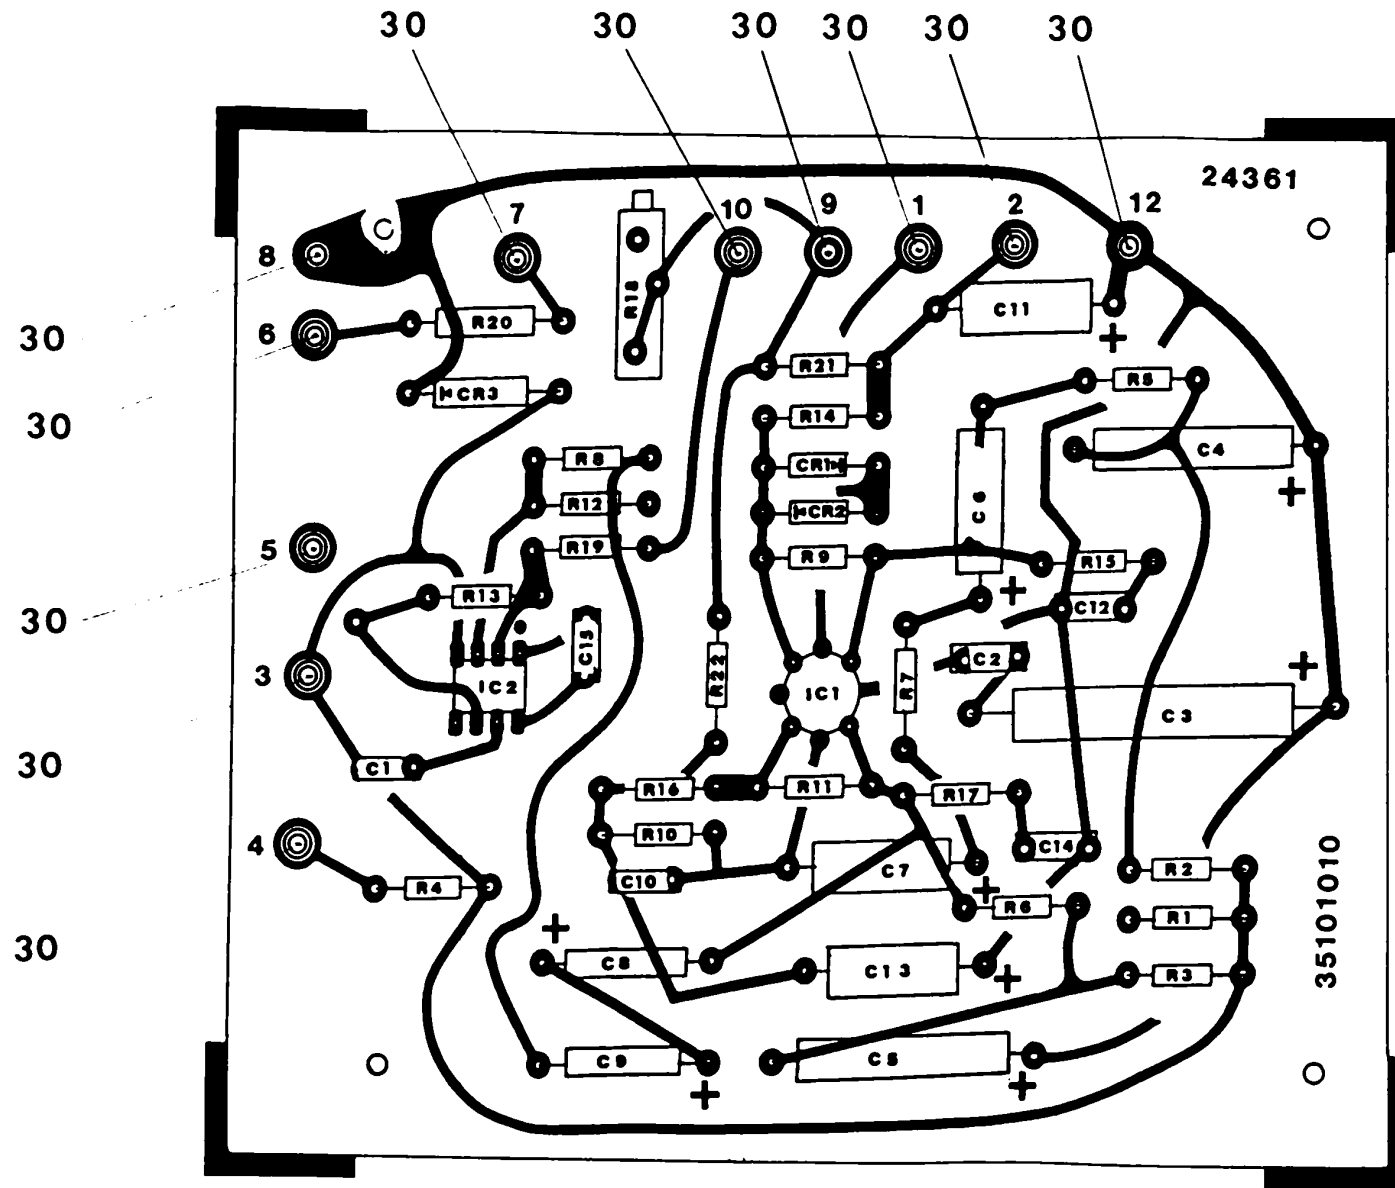 30 30 30 30 30 30
24361
7 10 9 1 2 12
8
30
6
R20
R18
C11
+
R21
R5
CR3
30
R14
C4
R8
CR1
+
R12
CR2
C6
5
R19
R9
R15
30
R13
+
C12
C15
C2
+
3
IC2
R22
IC1
R7
C3
30
C1
R16
R11
R17
4
R10
C14
R4
C10
C7
R2
35101010
+
R6
R1
30
+
C8
C13
+
R3
C9
C5
+
+